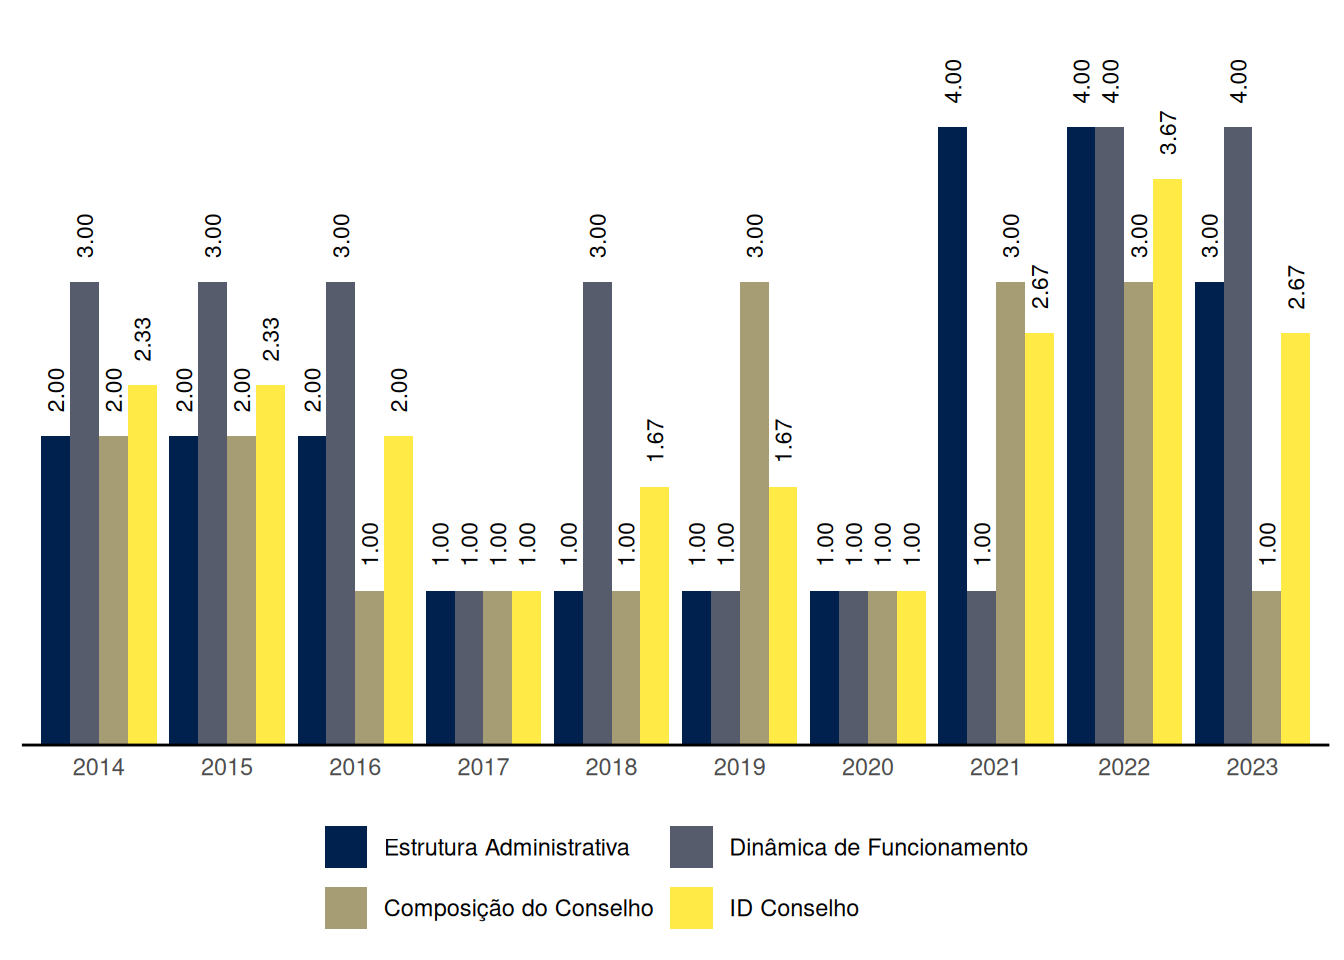 4.00 4.00 4.00 4.00
3.67
3.00 3.00 3.00 3.00 3.00 3.00 3.00 3.00
2.67 2.67
2.33 2.33
2.00 2.00 2.00 2.00 2.00 2.00
1.67 1.67
1.00 1.00 1.00 1.00 1.00 1.00 1.00 1.00 1.00 1.00 1.00 1.00 1.00 1.00 1.00
2014 2015 2016 2017 2018 2019 2020 2021 2022 2023
Estrutura Administrativa Dinâmica de Funcionamento
Composição do Conselho ID Conselho